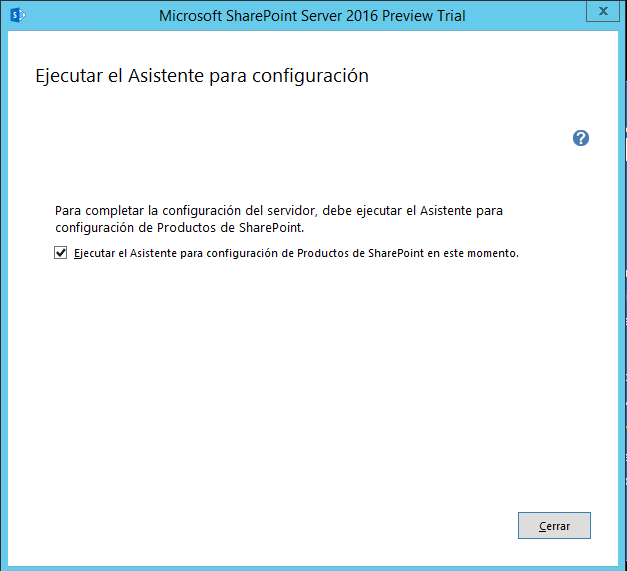 Microsoft SharePoint Server 2016 Preview Trial
Ejecutar el Asistente para configuración
Para completar la configuración del servidor, debe ejecutar el Asistente para
configuración de Productos de SharePoint.
Ejecutar el Asistente para configuración de Productos de SharePoint en este momento.
Cerrar